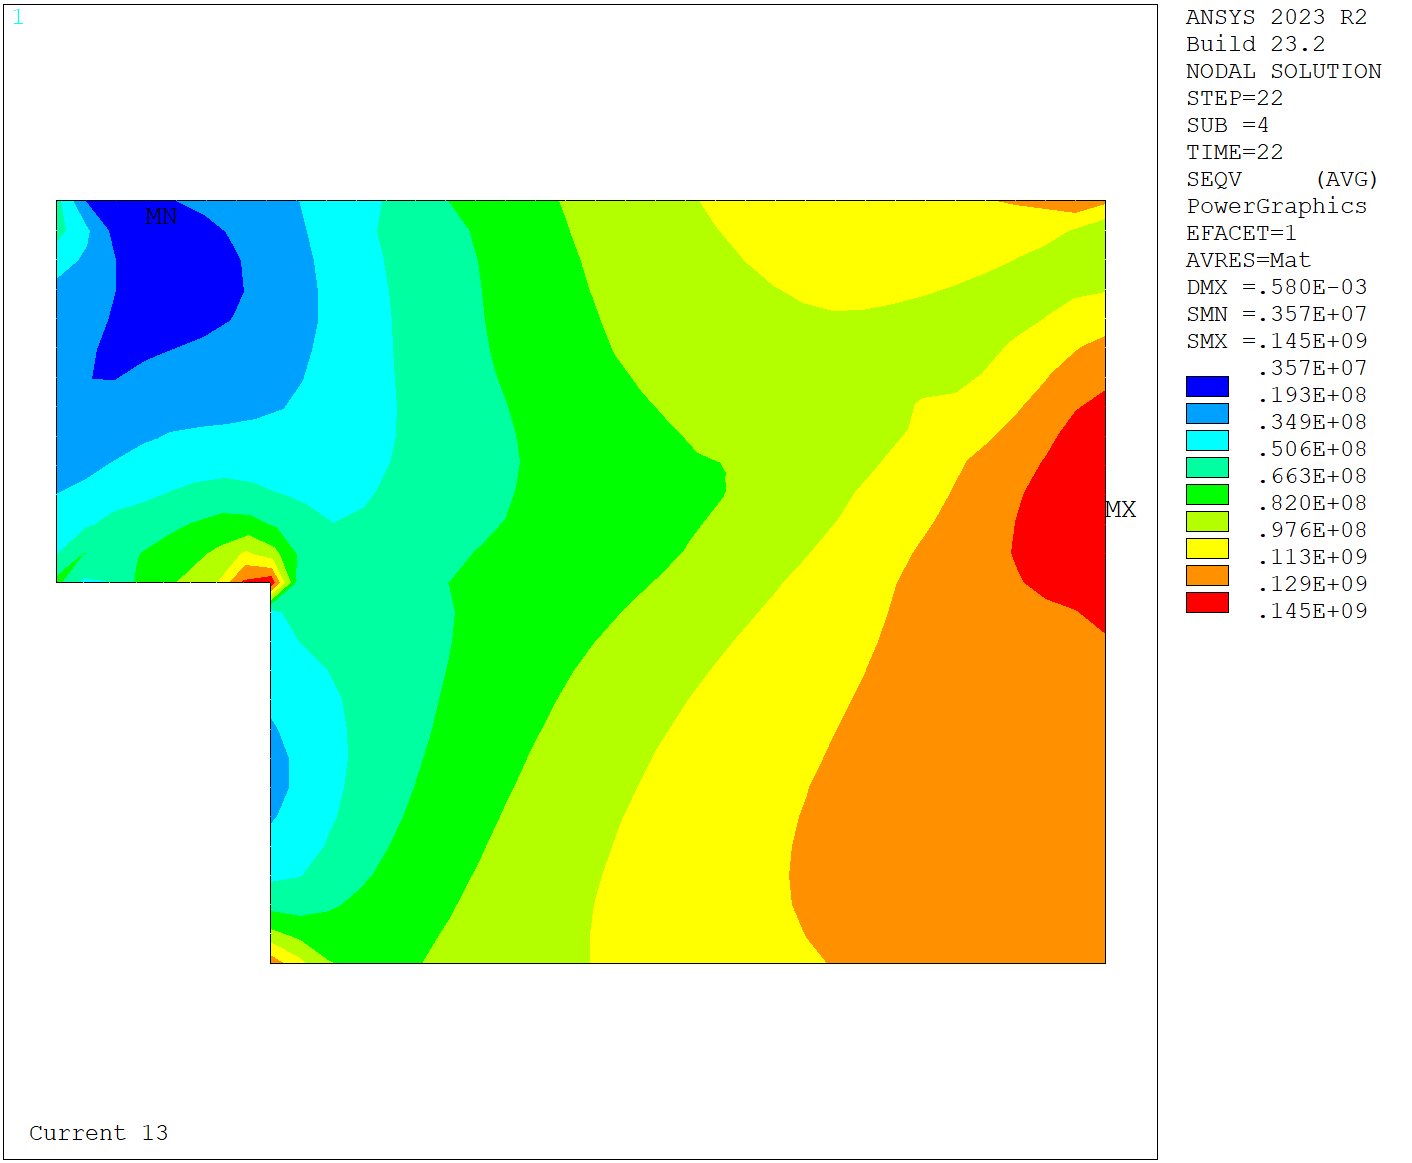 1
ANSYS 2023 R2
Build 23.2
NODAL SOLUTION
STEP=22
SUB =4
TIME=22
SEQV (AVG)
PowerGraphics
EFACET=1
AVRES=Mat
DMX =.580E-03
SMN =.357E+07
SMX =.145E+09
.357E+07
.193E+08
.349E+08
.506E+08
.663E+08
.820E+08
.976E+08
.113E+09
.129E+09
.145E+09
MN
MX
Current 13